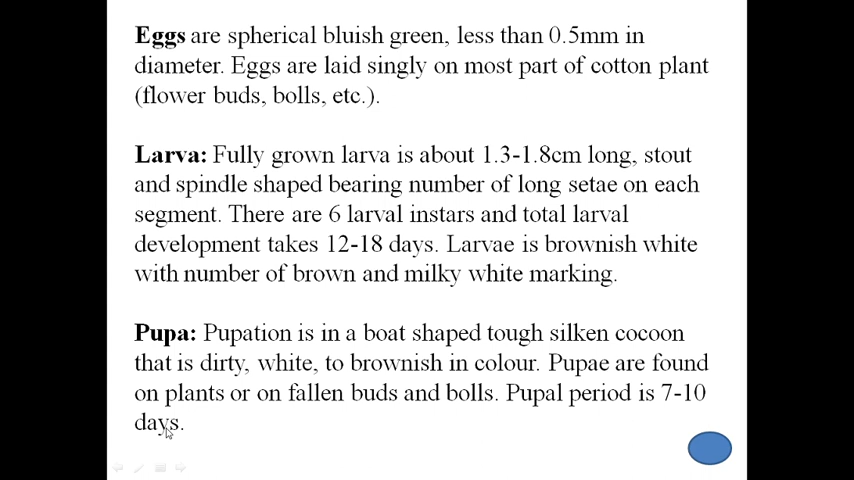 Eggs are spherical bluish green, less than 0.5mm in
diameter. Eggs are laid singly on most part of cotton plant
(flower buds, bolls, etc.).
Larva: Fully grown larva is about 1.3-1.8cm long, stout
and spindle shaped bearing number of long setae on each
segment. There are 6 larval instars and total larval
development takes 12-18 days. Larvae is brownish white
with number of brown and milky white marking.
Pupa: Pupation is in a boat shaped tough silken cocoon
that is dirty, white, to brownish in colour. Pupae are found
on plants or on fallen buds and bolls. Pupal period is 7-10
days.